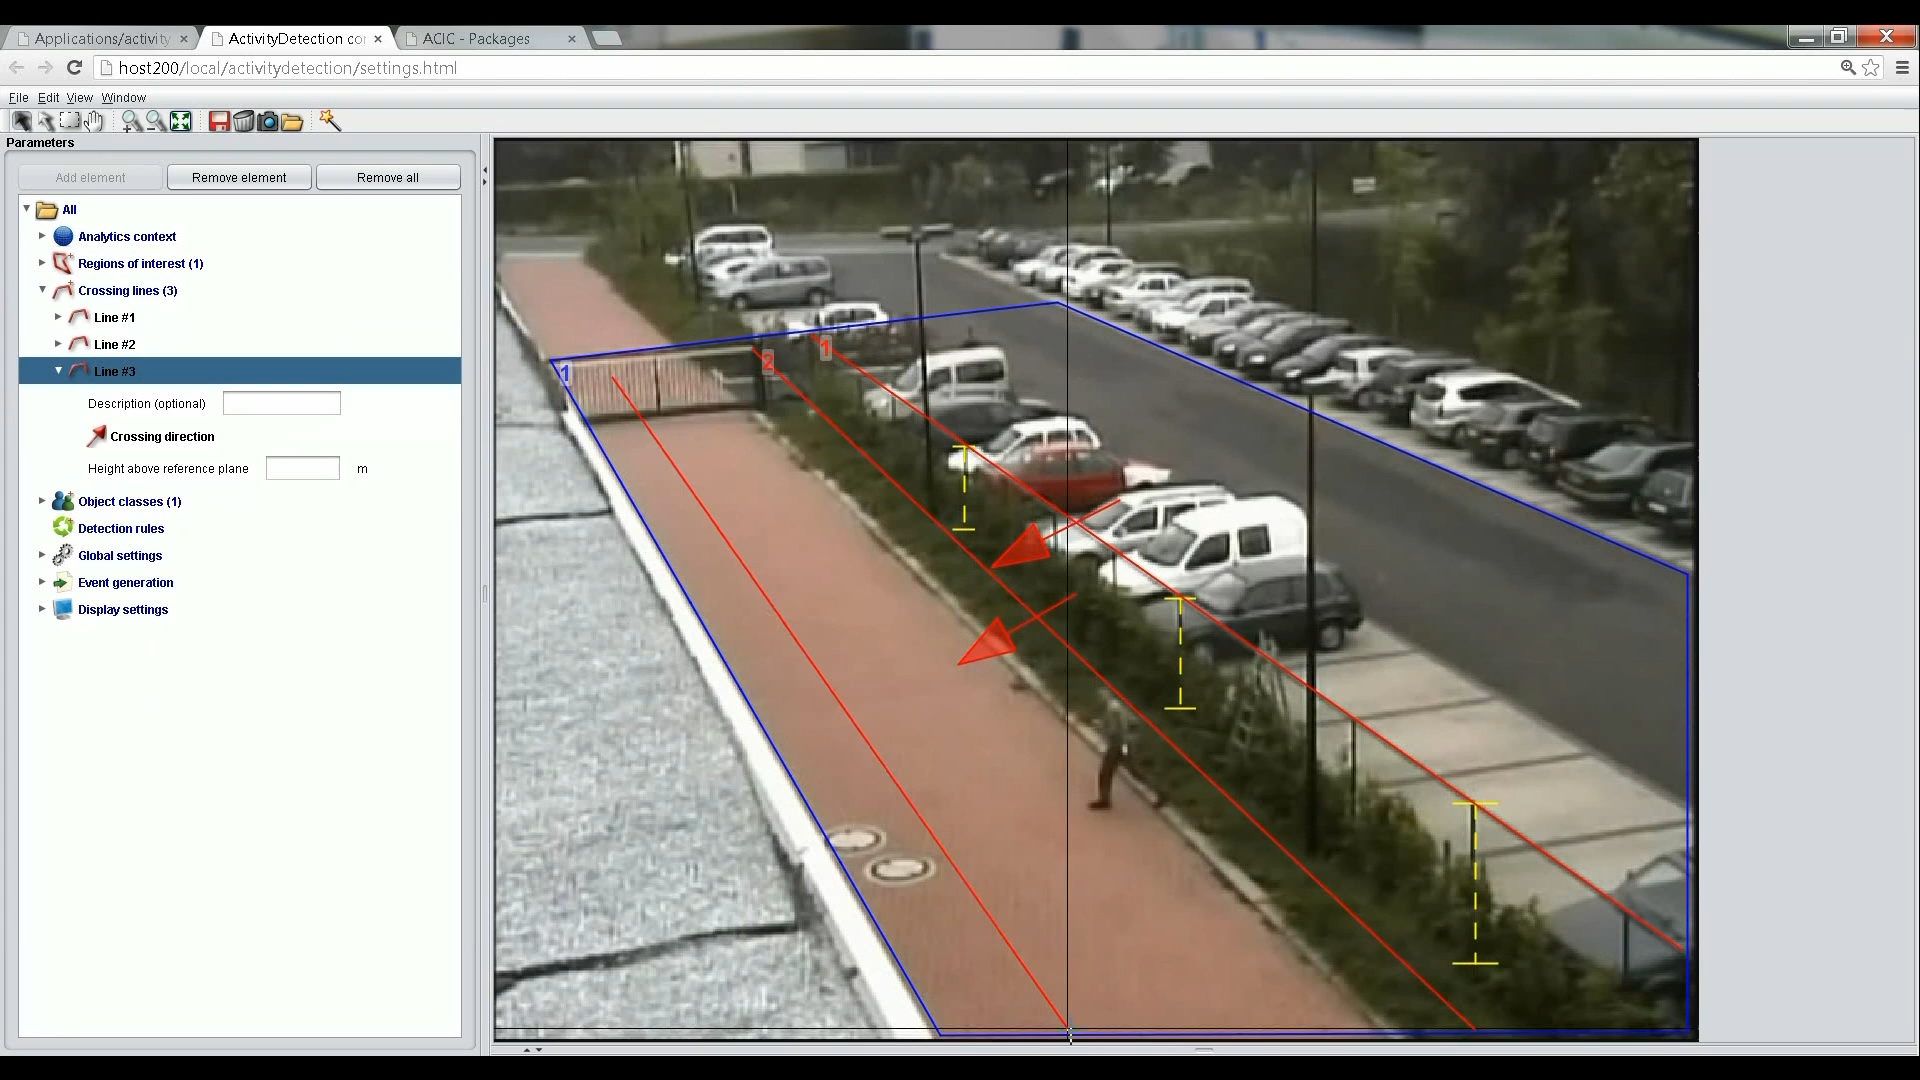 Applications/activity
ActivityDetection co
ACIC - Packages
host200/local/activitydetection/settings.html
File Edit View Window
Parameters
Add element
Remove element
Remove all
All
Analytics context
Regions of interest (1)
Crossing lines (3)
Line #1
Line #2
Line #3
Description (optional)
Crossing direction
Height above reference plane m
Object classes (1)
Detection rules
Global settings
Event generation
Display settings
1
2
1